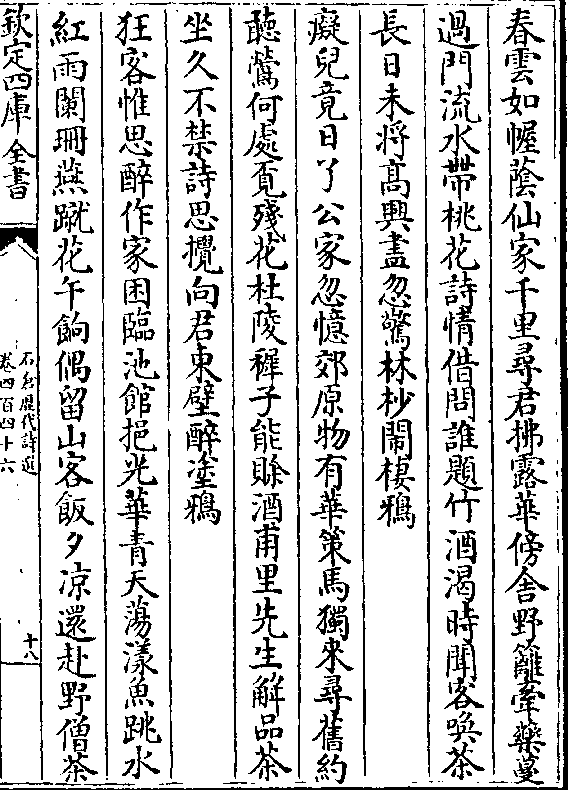 春雲如幄蔭仙家千里尋君拂露華傍舍野籬牽藥蔓
過門流水帶桃花詩情借問誰題竹酒渴時聞客喚茶
長日未將髙興盡忽驚林杪鬧棲鴉
癡兒竟日了公家忽憶郊原物有華策馬獨來尋舊約
聽鶯何處覓殘花杜陵稺子能賒酒甫里先生解品茶
坐久不禁詩思攪向君東壁醉塗鴉
狂客惟思醉作家困臨池館挹光華青天蕩漾魚跳水
紅雨闌珊燕蹴花午餉偶留山客飯夕凉還赴野僧茶
欽定四庫全書
石倉歴代詩選
卷四百四十六
十八